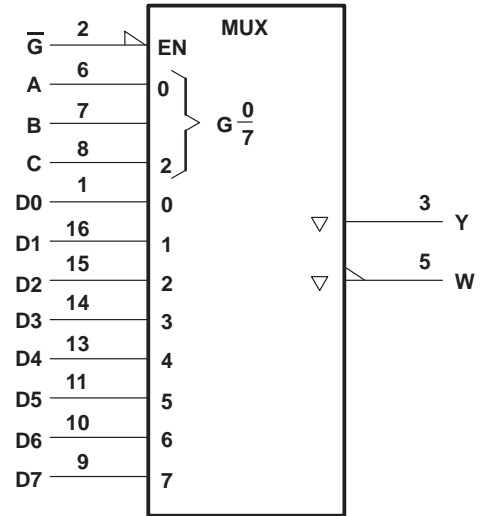 MUX
G̅ 2 EN
A 6 0
B 7 G 0/7
C 8 2
D0 1 0
D1 16 1
D2 15 2
D3 14 3
D4 13 4
D5 11 5
D6 10 6
D7 9 7
3 Y
5 W